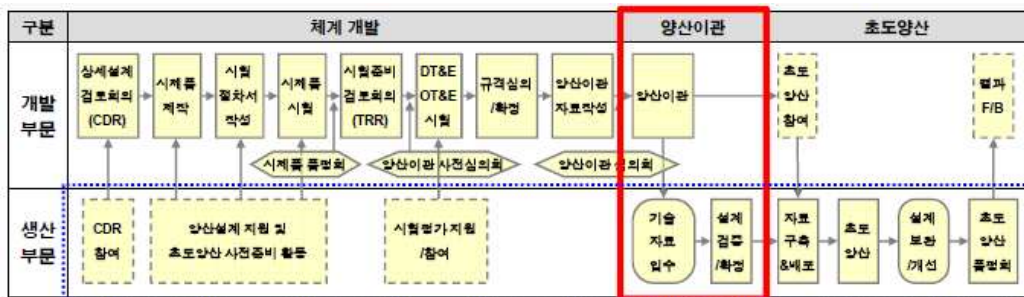 구분
체계 개발
양산이관
초도양산
개발
부문
상세설계
검토회의
(CDR)
시제품
제작
시험
절차서
작성
시제품
시험
시험준비
검토회의
(TRR)
DT&E
OT&E
시험
규격심의
/확정
양산이관
자료작성
양산이관
초도
양산
참여
결과
F/B
시제품 품평회
양산이관 사전심의회
양산이관 심의회
생산
부문
CDR
참여
양산설계 지원 및
초도양산 사전준비 활동
시험평가 지원
/참여
기술
자료
입수
설계
검증
/확정
자료
구축
&배포
초도
양산
설계
보완
/개선
초도
양산
품평회